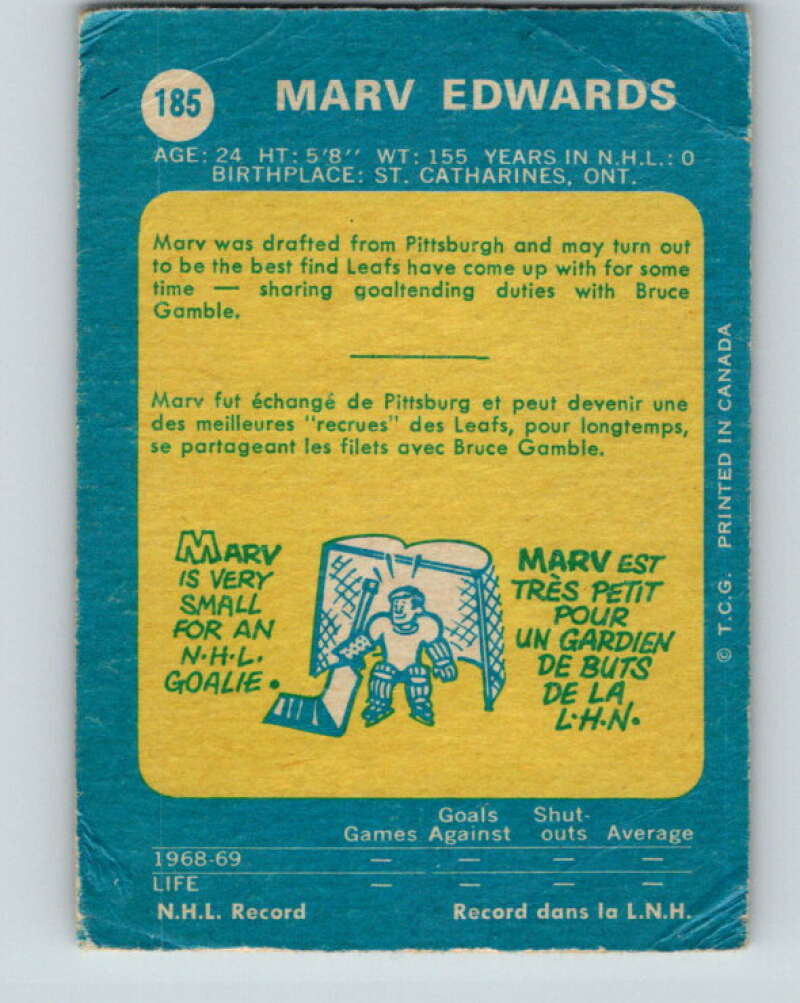 185
MARV EDWARDS
AGE: 24 HT: 5'8'' WT: 155 YEARS IN N.H.L.: 0
BIRTHPLACE: ST. CATHARINES, ONT.
Marv was drafted from Pittsburgh and may turn out
to be the best find Leafs have come up with for some
time — sharing goaltending duties with Bruce
Gamble.
Marv fut échangé de Pittsburg et peut devenir une
des meilleures "recrues" des Leafs, pour longtemps,
se partageant les filets avec Bruce Gamble.
MARV
IS VERY
SMALL
FOR AN
N·H·L.
GOALIE.
MARV EST
TRÈS PETIT
POUR
UN GARDIEN
DE BUTS
DE LA
L·H·N.
© T.C.G. PRINTED IN CANADA
Goals Shut-
Games Against outs Average
1968-69 — — — —
LIFE — — — —
N.H.L. Record Record dans la L.N.H.